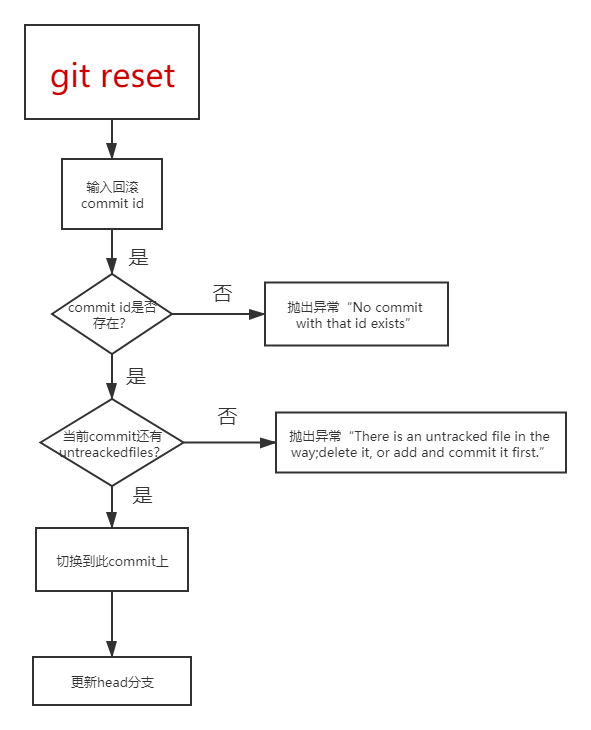 git reset
输入回滚
commit id
是
commit id是否
存在？
否
抛出异常“No commit
with that id exists”
是
当前commit还有
untreackedfiles？
否
抛出异常“There is an untracked file in the
way;delete it, or add and commit it first.”
是
切换到此commit上
更新head分支